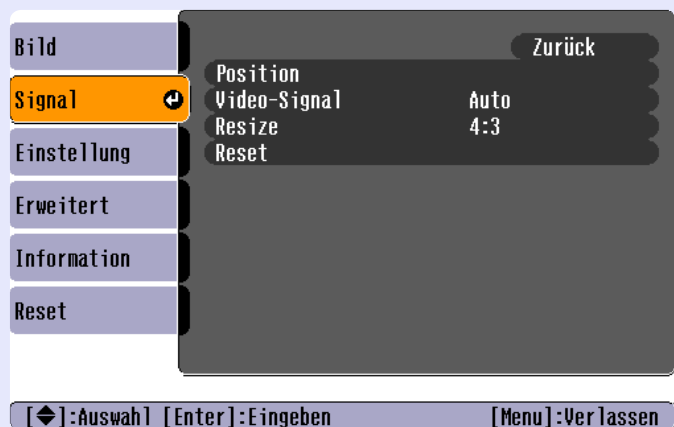 Bild
Signal
Einstellung
Erweitert
Information
Reset
Zurück
Position
Video-Signal Auto
Resize 4:3
Reset
[◆]:Auswahl [Enter]:Eingeben [Menu]:Verlassen